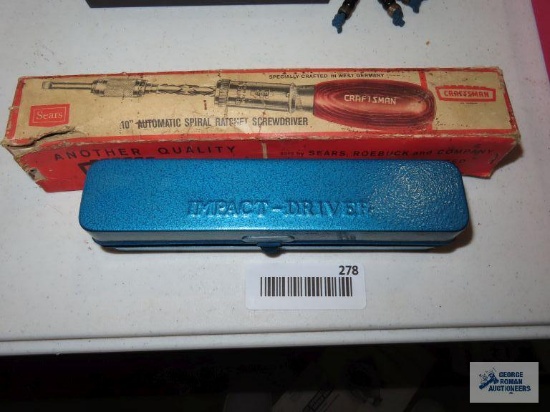 SPECIALLY CRAFTED IN WEST GERMANY
CRAFTSMAN
CRAFTSMAN
Sears
10" AUTOMATIC SPIRAL RATCHET SCREWDRIVER
ANOTHER QUALITY
SEARS, ROEBUCK AND COMPANY
IMPACT-DRIVER
278
GEORGE
ROMAN
AUCTIONEERS